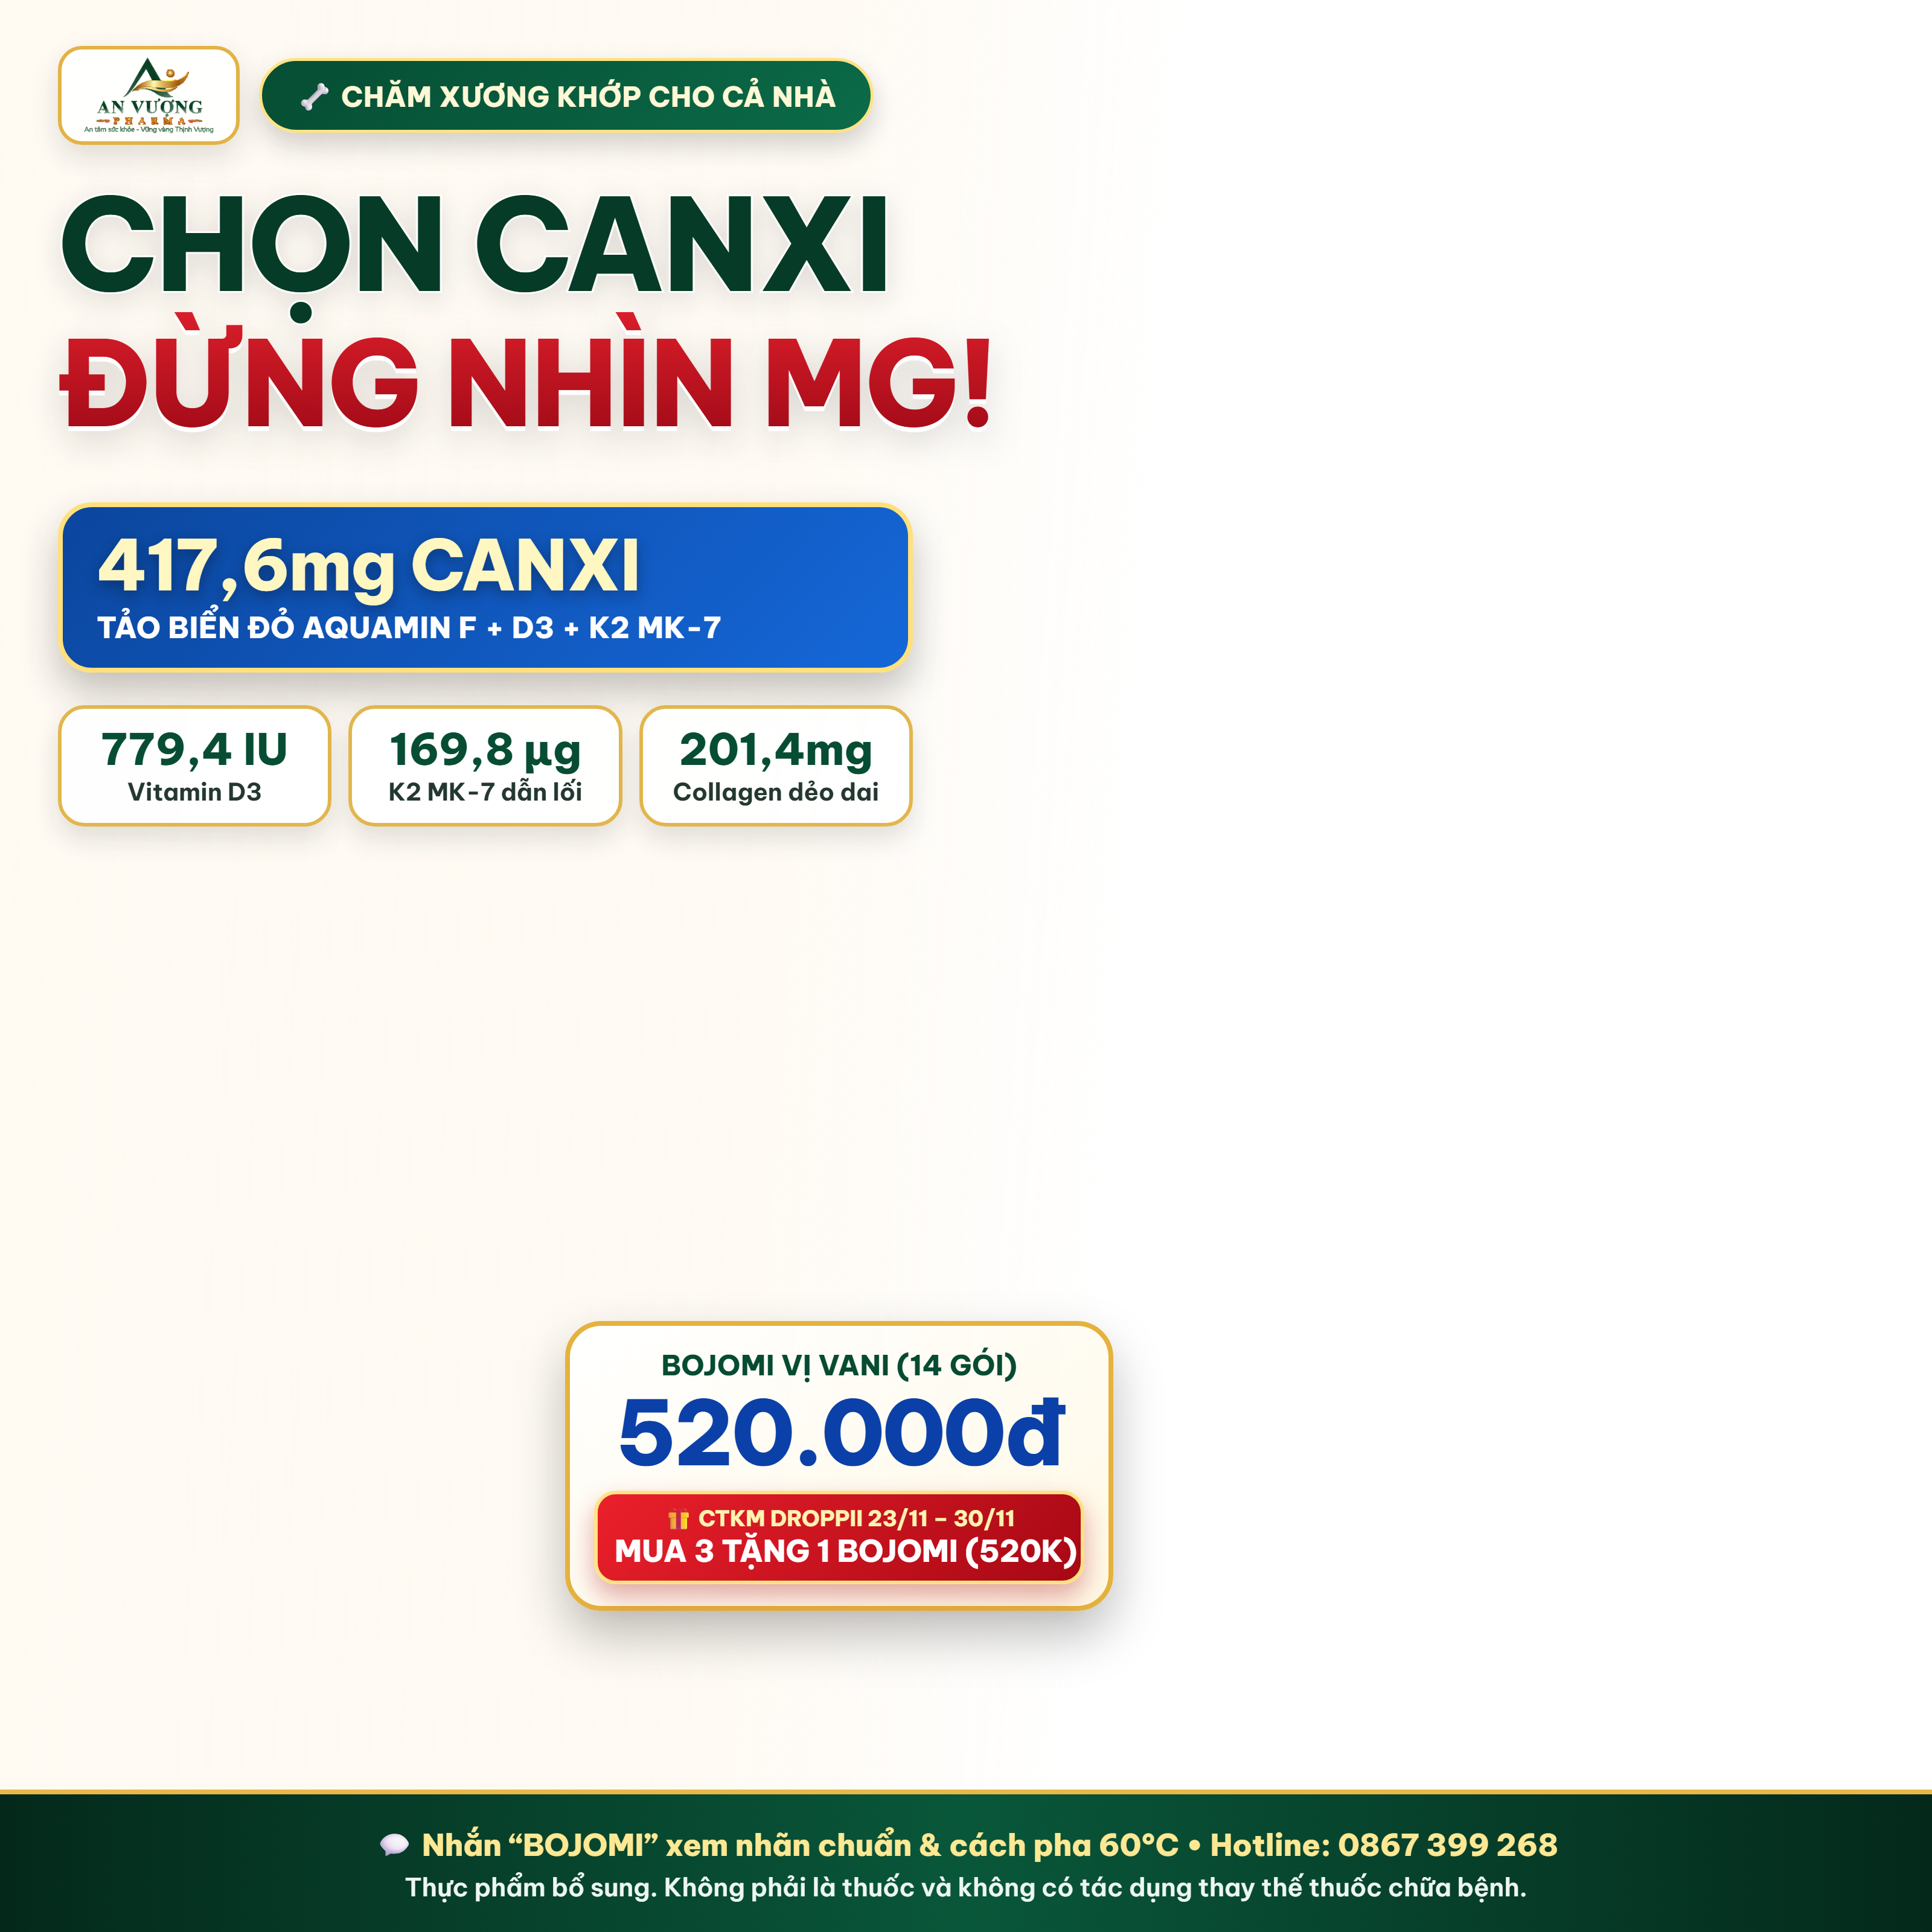 AN VƯỢNG
PHARMA
An tâm sức khỏe - Vững vàng Thịnh Vượng
CHĂM XƯƠNG KHỚP CHO CẢ NHÀ
CHỌN CANXI
ĐỪNG NHÌN MG!
417,6mg CANXI
TẢO BIỂN ĐỎ AQUAMIN F + D3 + K2 MK-7
779,4 IU
Vitamin D3
169,8 µg
K2 MK-7 dẫn lối
201,4mg
Collagen dẻo dai
BOJOMI VỊ VANI (14 GÓI)
520.000đ
CTKM DROPPII 23/11 – 30/11
MUA 3 TẶNG 1 BOJOMI (520K)
Nhắn “BOJOMI” xem nhãn chuẩn & cách pha 60°C • Hotline: 0867 399 268
Thực phẩm bổ sung. Không phải là thuốc và không có tác dụng thay thế thuốc chữa bệnh.